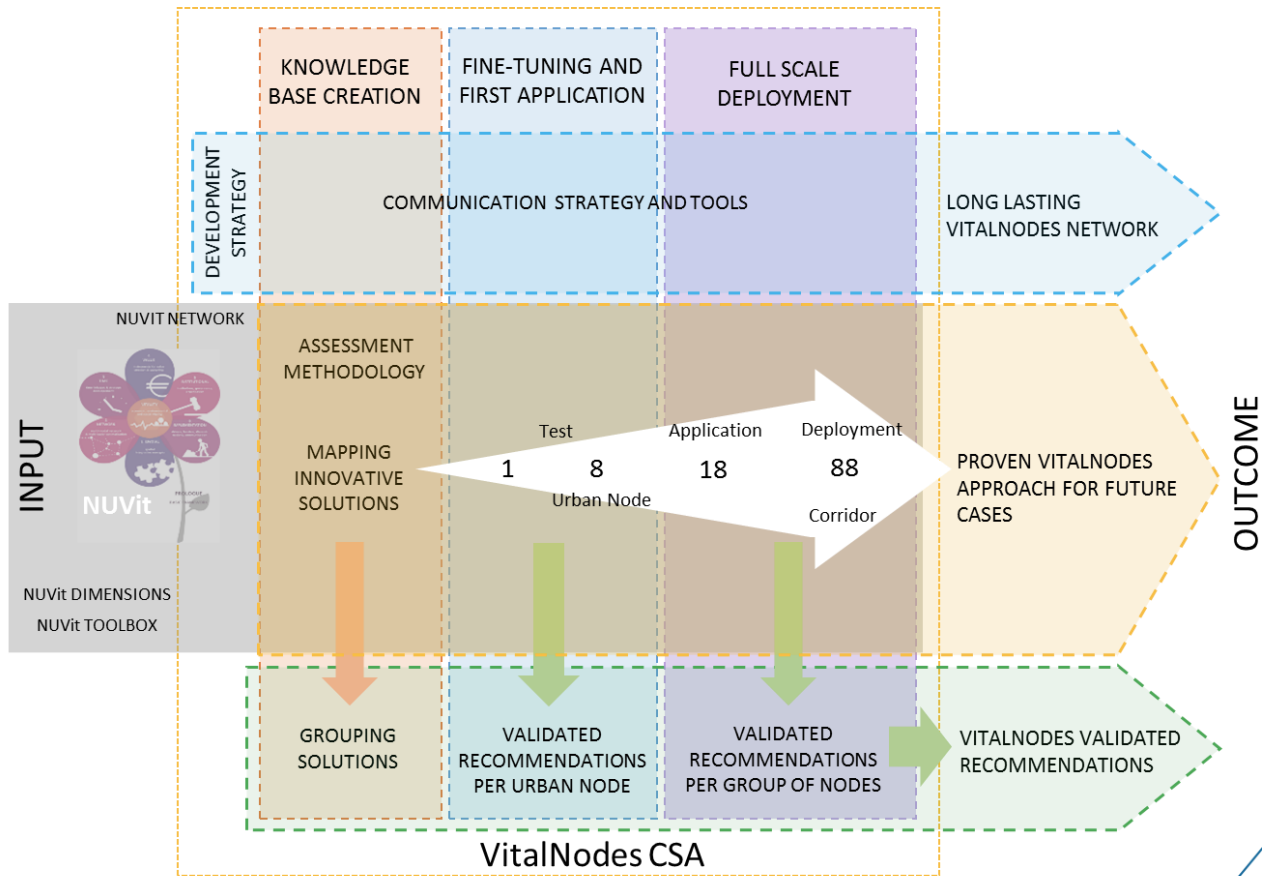 KNOWLEDGE
BASE CREATION
FINE-TUNING AND
FIRST APPLICATION
FULL SCALE
DEPLOYMENT
DEVELOPMENT
STRATEGY
COMMUNICATION STRATEGY AND TOOLS
LONG LASTING
VITALNODES NETWORK
INPUT
NUVIT NETWORK
PROLOGUE
NUVit
NUVit DIMENSIONS
NUVit TOOLBOX
ASSESSMENT
METHODOLOGY
MAPPING
INNOVATIVE
SOLUTIONS
Test
Application
Deployment
1
8
18
88
Urban Node
Corridor
PROVEN VITALNODES
APPROACH FOR FUTURE
CASES
OUTCOME
GROUPING
SOLUTIONS
VALIDATED
RECOMMENDATIONS
PER URBAN NODE
VALIDATED
RECOMMENDATIONS
PER GROUP OF NODES
VITALNODES VALIDATED
RECOMMENDATIONS
VitalNodes CSA